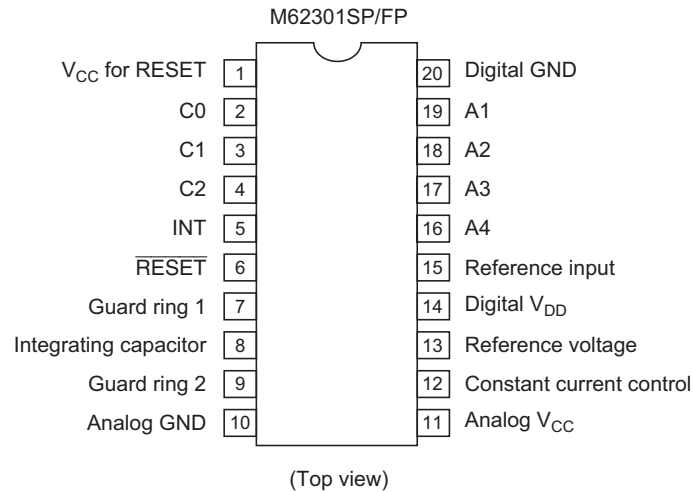 M62301SP/FP
VCC for RESET 1 20 Digital GND
C0 2 19 A1
C1 3 18 A2
C2 4 17 A3
INT 5 16 A4
RESET 6 15 Reference input
Guard ring 1 7 14 Digital VDD
Integrating capacitor 8 13 Reference voltage
Guard ring 2 9 12 Constant current control
Analog GND 10 11 Analog VCC
(Top view)